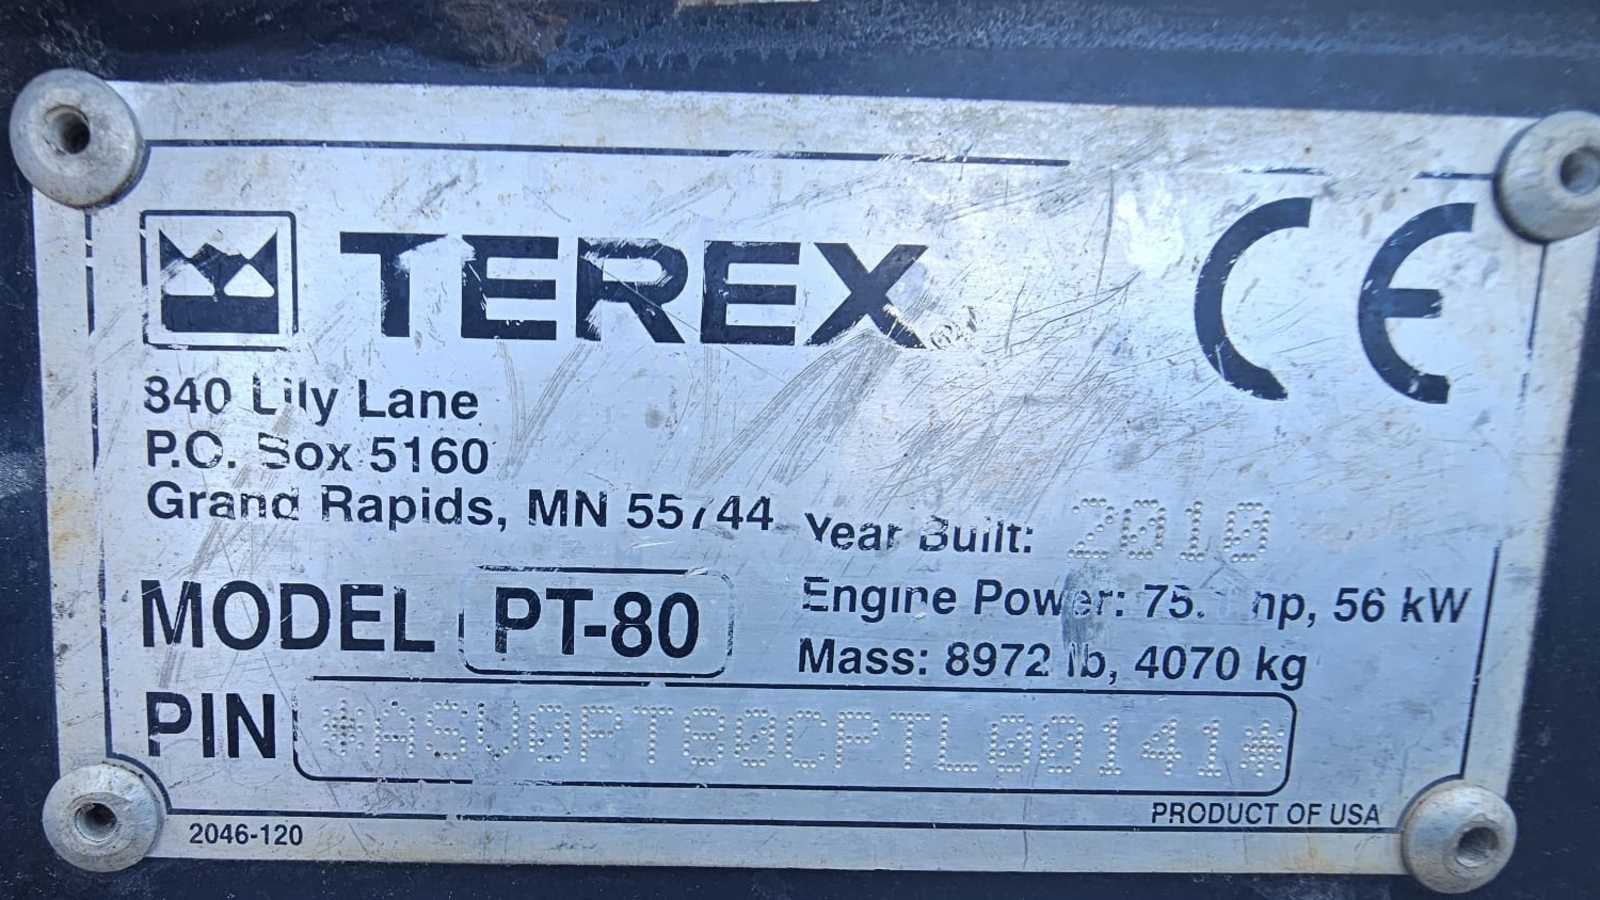 TEREX
CE
840 Lily Lane
P.O. Box 5160
Grand Rapids, MN 55744
Year Built: 2010
MODEL PT-80
Engine Power: hp, 56 kW
Mass: 8972 lb, 4070 kg
PIN *ASV0PT80CPTL00141*
2046-120
PRODUCT OF USA